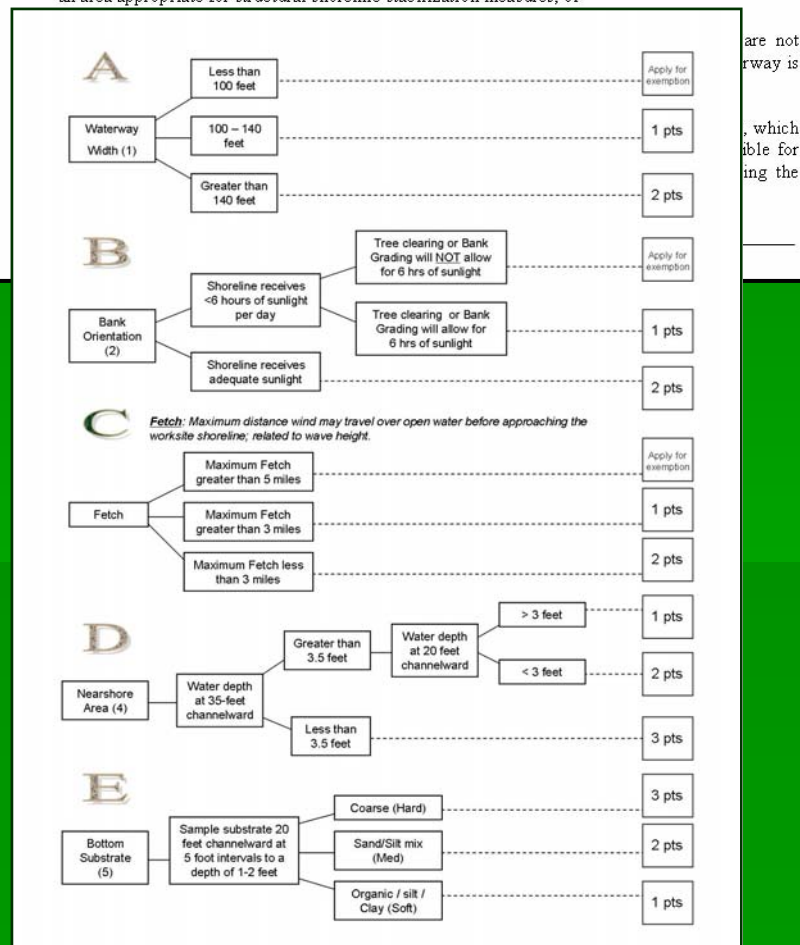 A
Less than
100 feet
Apply for
exemption
Waterway
Width (1)
100 – 140
feet
1 pts
Greater than
140 feet
2 pts
B
Tree clearing or Bank
Grading will NOT allow
for 6 hrs of sunlight
Apply for
exemption
Shoreline receives
<6 hours of sunlight
per day
Bank
Orientation
(2)
Tree clearing or Bank
Grading will allow for
6 hrs of sunlight
1 pts
Shoreline receives
adequate sunlight
2 pts
C
Fetch: Maximum distance wind may travel over open water before approaching the
worksite shoreline; related to wave height.
Maximum Fetch
greater than 5 miles
Apply for
exemption
Fetch
Maximum Fetch
greater than 3 miles
1 pts
Maximum Fetch less
than 3 miles
2 pts
D
> 3 feet
1 pts
Greater than
3.5 feet
Water depth
at 20 feet
channelward
< 3 feet
2 pts
Nearshore
Area (4)
Water depth
at 35-feet
channelward
Less than
3.5 feet
3 pts
E
Coarse (Hard)
3 pts
Bottom
Substrate
(5)
Sample substrate 20
feet channelward at
5 foot intervals to a
depth of 1-2 feet
Sand/Silt mix
(Med)
2 pts
Organic / silt /
Clay (Soft)
1 pts
are not
rway is
, which
ible for
ing the